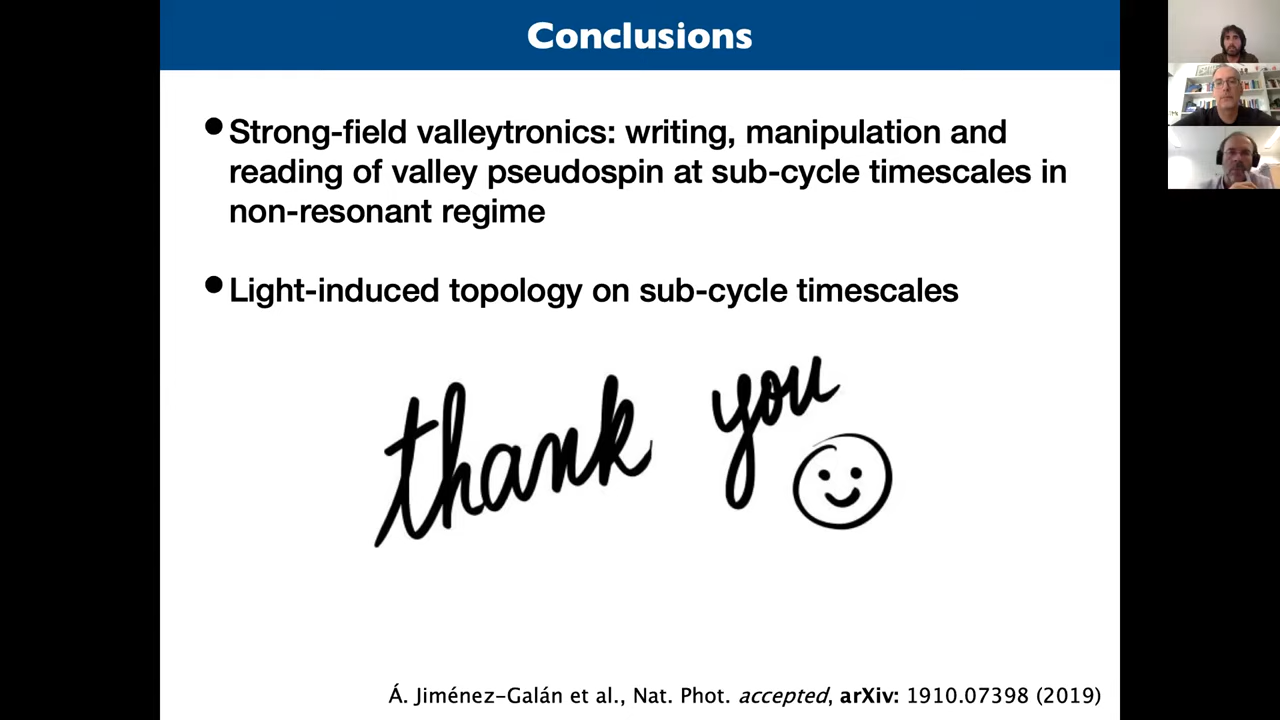 Conclusions
● Strong-field valleytronics: writing, manipulation and
reading of valley pseudospin at sub-cycle timescales in
non-resonant regime
● Light-induced topology on sub-cycle timescales
thank you
Á. Jiménez-Galán et al., Nat. Phot. accepted, arXiv: 1910.07398 (2019)